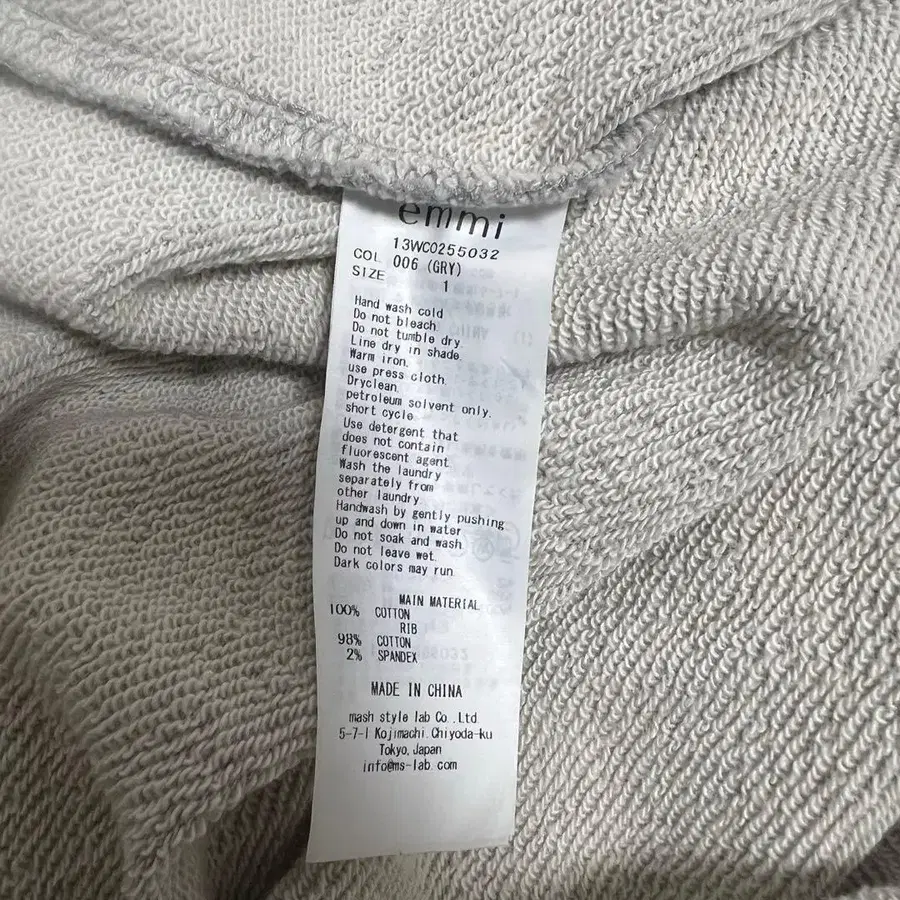 emmi
13WCO255032
COL 006 (GRY)
SIZE 1
Hand wash cold
Do not bleach
Do not tumble dry.
Line dry in shade.
Warm iron.
use press cloth.
Dryclean.
petroleum solvent only.
short cycle
Use detergent that
does not contain
fluorescent agent
Wash the laundry
separately from
other laundry.
Handwash by gently pushing
up and down in water
Do not soak and wash
Do not leave wet.
Dark colors may run
MAIN MATERIAL
100% COTTON
RIB
98% COTTON
2% SPANDEX
MADE IN CHINA
mash style lab Co.,Ltd.
5-7-1 Kojimachi.Chiyoda-ku
Tokyo,Japan
info@ms-lab.com